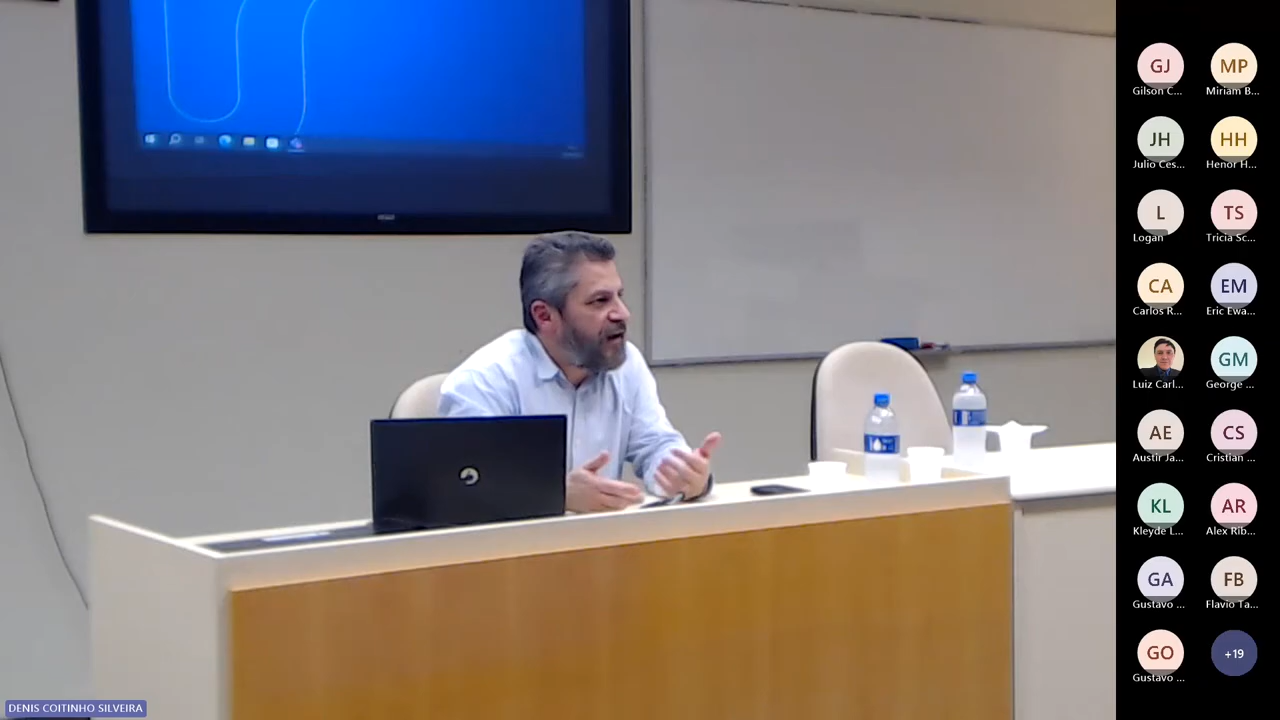 GJ
Gilson C...
MP
Miriam B...
JH
Julio Ces...
HH
Henor H...
L
Logan
TS
Tricia Sc...
CA
Carlos R...
EM
Eric Ewa...
Luiz Carl...
GM
George ...
AE
Austir Ja...
CS
Cristian ...
KL
Kleyde L...
AR
Alex Rib...
GA
Gustavo ...
FB
Flavio Ta...
GO
Gustavo ...
+19
DENIS COITINHO SILVEIRA